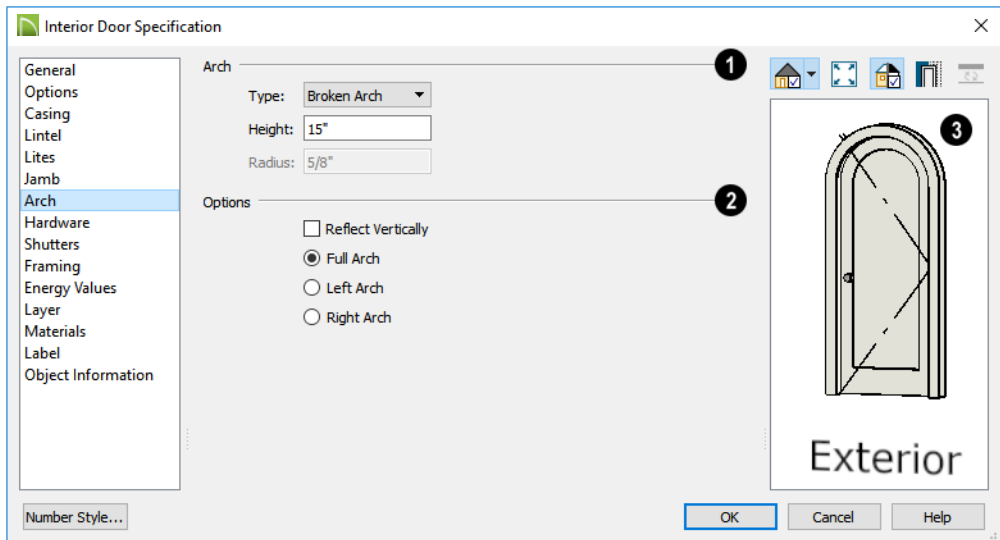 Interior Door Specification
General
Options
Casing
Lintel
Lites
Jamb
Arch
Hardware
Shutters
Framing
Energy Values
Layer
Materials
Label
Object Information
Arch
1
Type: Broken Arch
Height: 15"
Radius: 5/8"
Options
2
Reflect Vertically
Full Arch
Left Arch
Right Arch
3
Exterior
Number Style...
OK
Cancel
Help